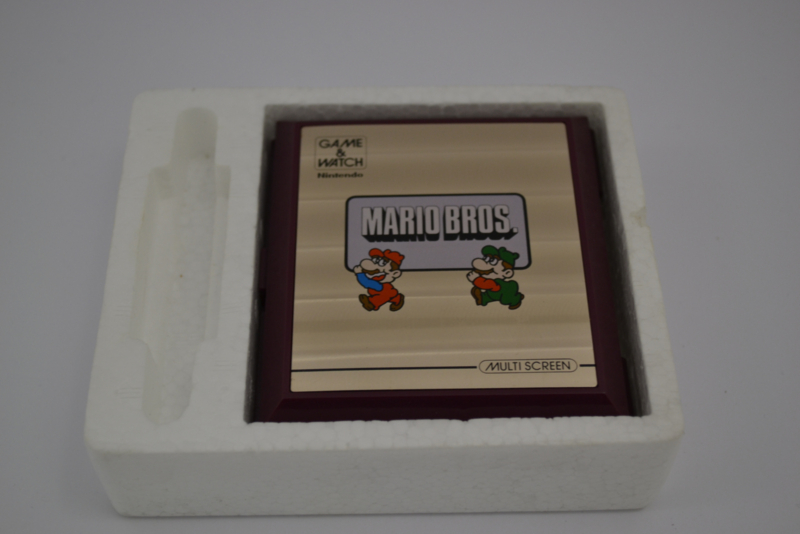 GAME
&
WATCH
Nintendo
MARIO BROS.
MULTI SCREEN